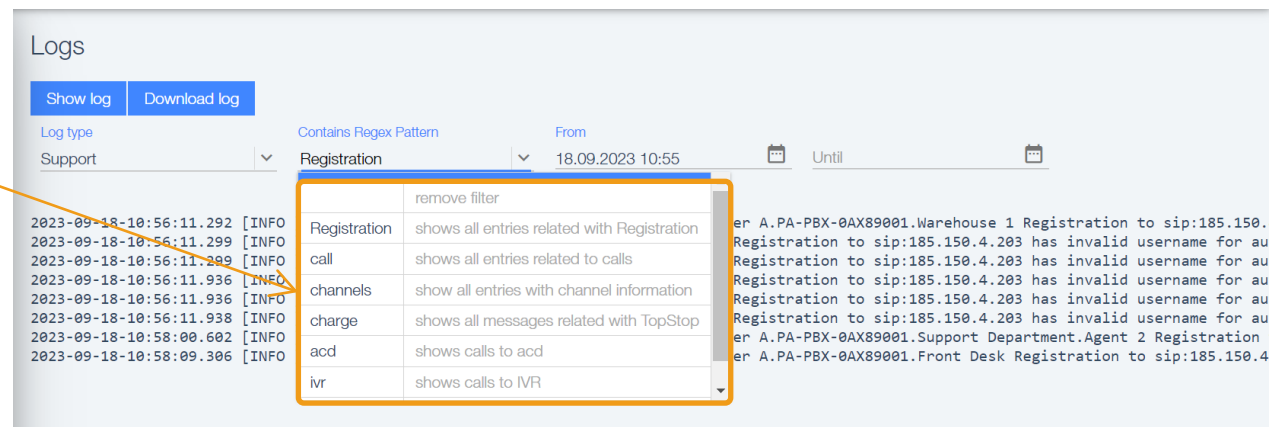 Logs
Show log Download log
Log type Contains Regex Pattern From
Support Registration 18.09.2023 10:55 Until
remove filter
Registration shows all entries related with Registration
call shows all entries related to calls
channels show all entries with channel information
charge shows all messages related with TopStop
acd shows calls to acd
ivr shows calls to IVR
2023-09-18-10:56:11.292 [INFO er A.PA-PBX-0AX89001.Warehouse 1 Registration to sip:185.150.
2023-09-18-10:56:11.299 [INFO Registration to sip:185.150.4.203 has invalid username for au
2023-09-18-10:56:11.299 [INFO Registration to sip:185.150.4.203 has invalid username for au
2023-09-18-10:56:11.936 [INFO Registration to sip:185.150.4.203 has invalid username for au
2023-09-18-10:56:11.936 [INFO Registration to sip:185.150.4.203 has invalid username for au
2023-09-18-10:56:11.938 [INFO Registration to sip:185.150.4.203 has invalid username for au
2023-09-18-10:58:00.602 [INFO er A.PA-PBX-0AX89001.Support Department.Agent 2 Registration
2023-09-18-10:58:09.306 [INFO er A.PA-PBX-0AX89001.Front Desk Registration to sip:185.150.4